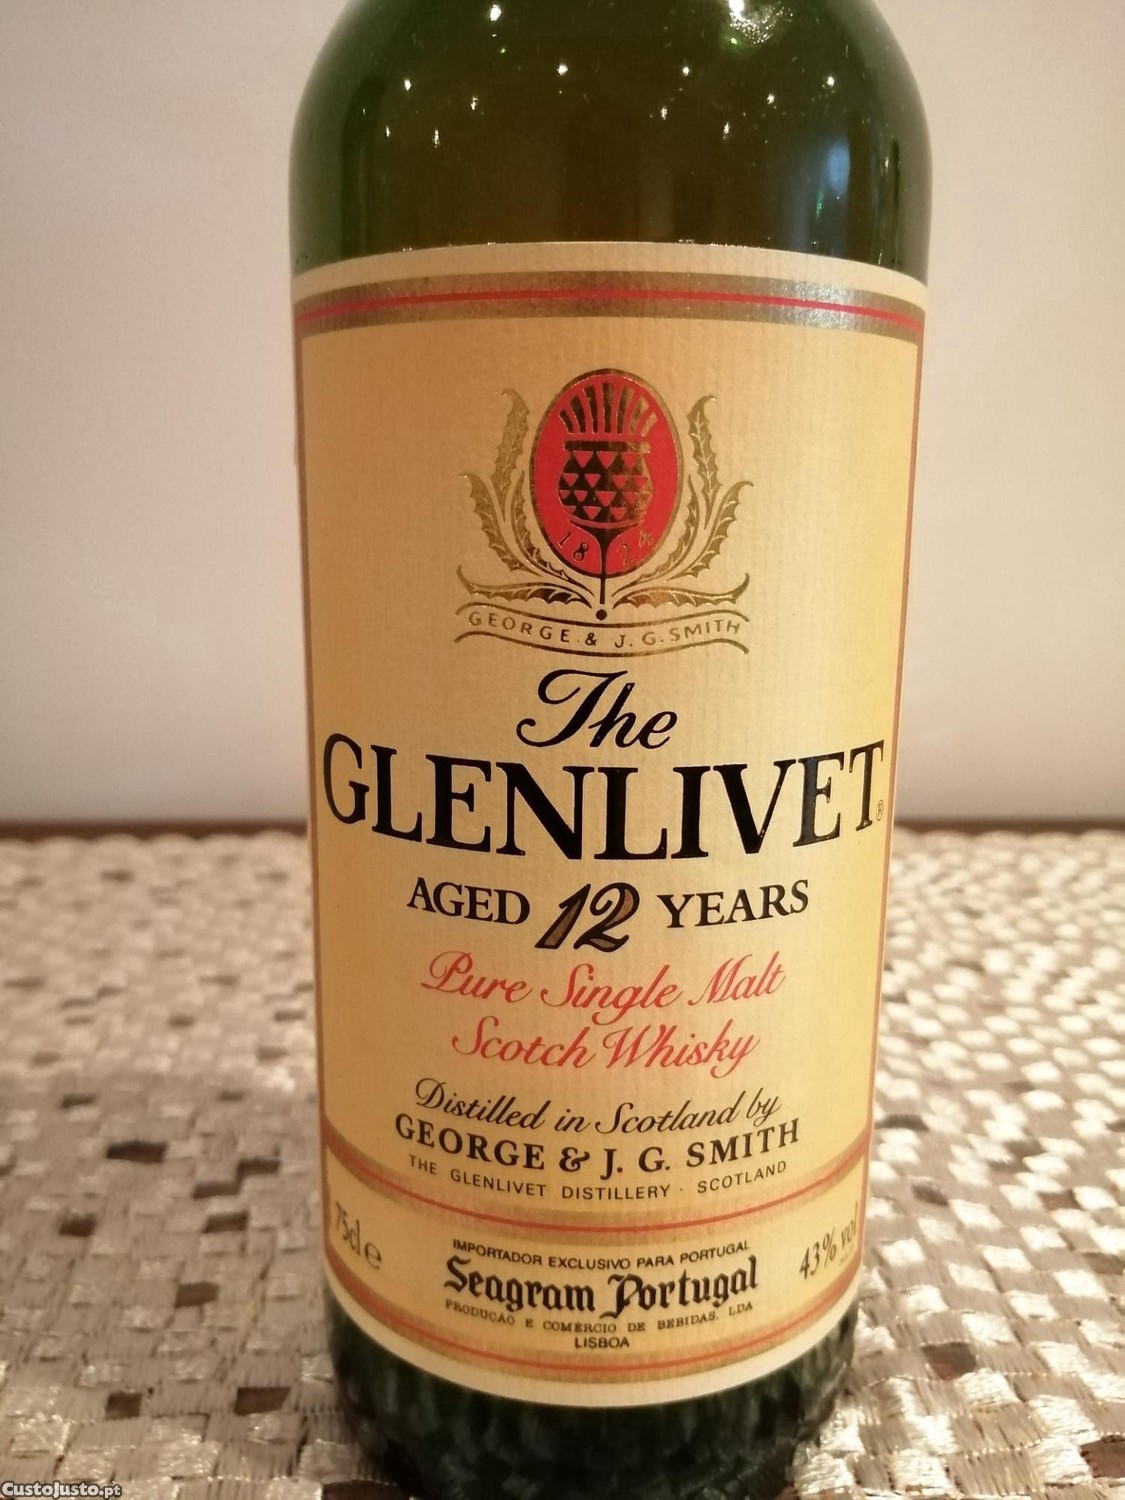 1824
GEORGE & J. G. SMITH
The
GLENLIVET®
AGED 12 YEARS
Pure Single Malt
Scotch Whisky
Distilled in Scotland by
GEORGE & J. G. SMITH
THE GLENLIVET DISTILLERY · SCOTLAND
75cl e
43% vol
IMPORTADOR EXCLUSIVO PARA PORTUGAL
Seagram Portugal
PRODUÇÃO E COMÉRCIO DE BEBIDAS, LDA
LISBOA
CustoJusto.pt